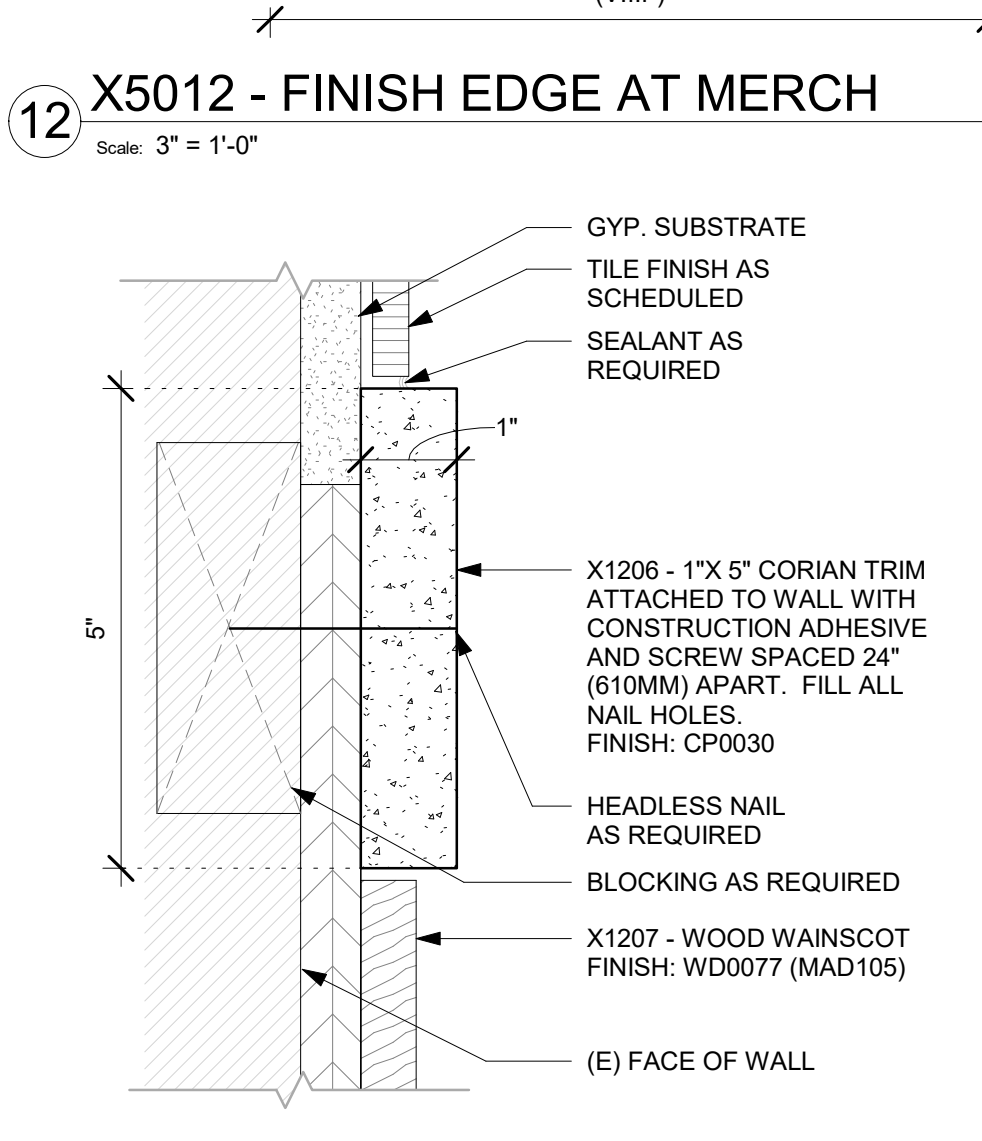 12
X5012 - FINISH EDGE AT MERCH
Scale: 3" = 1'-0"
GYP. SUBSTRATE
TILE FINISH AS
SCHEDULED
SEALANT AS
REQUIRED
1"
5"
X1206 - 1"X 5" CORIAN TRIM
ATTACHED TO WALL WITH
CONSTRUCTION ADHESIVE
AND SCREW SPACED 24"
(610MM) APART. FILL ALL
NAIL HOLES.
FINISH: CP0030
HEADLESS NAIL
AS REQUIRED
BLOCKING AS REQUIRED
X1207 - WOOD WAINSCOT
FINISH: WD0077 (MAD105)
(E) FACE OF WALL